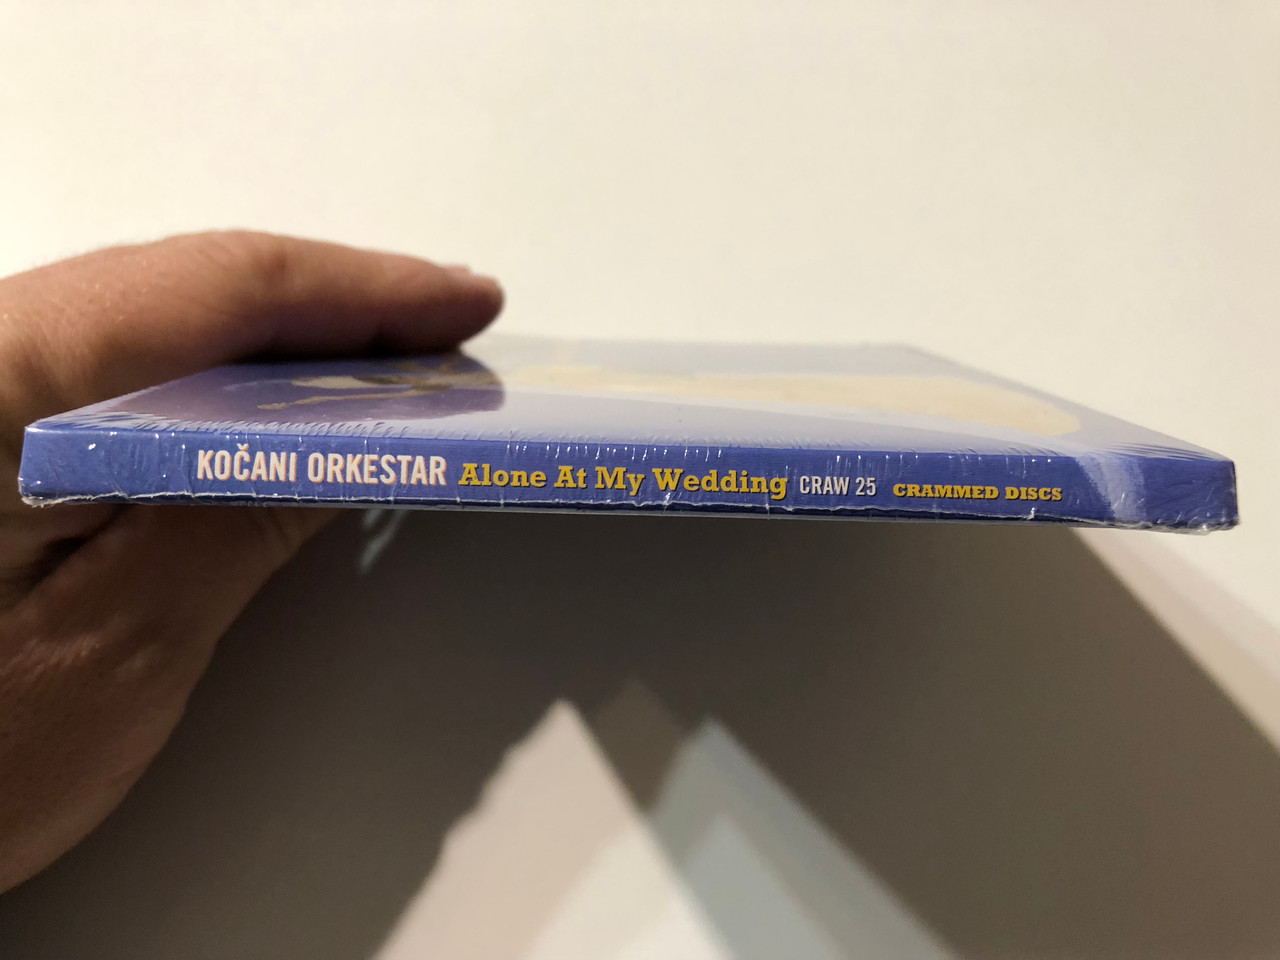 KOČANI ORKESTAR Alone At My Wedding CRAW 25 CRAMMED DISCS